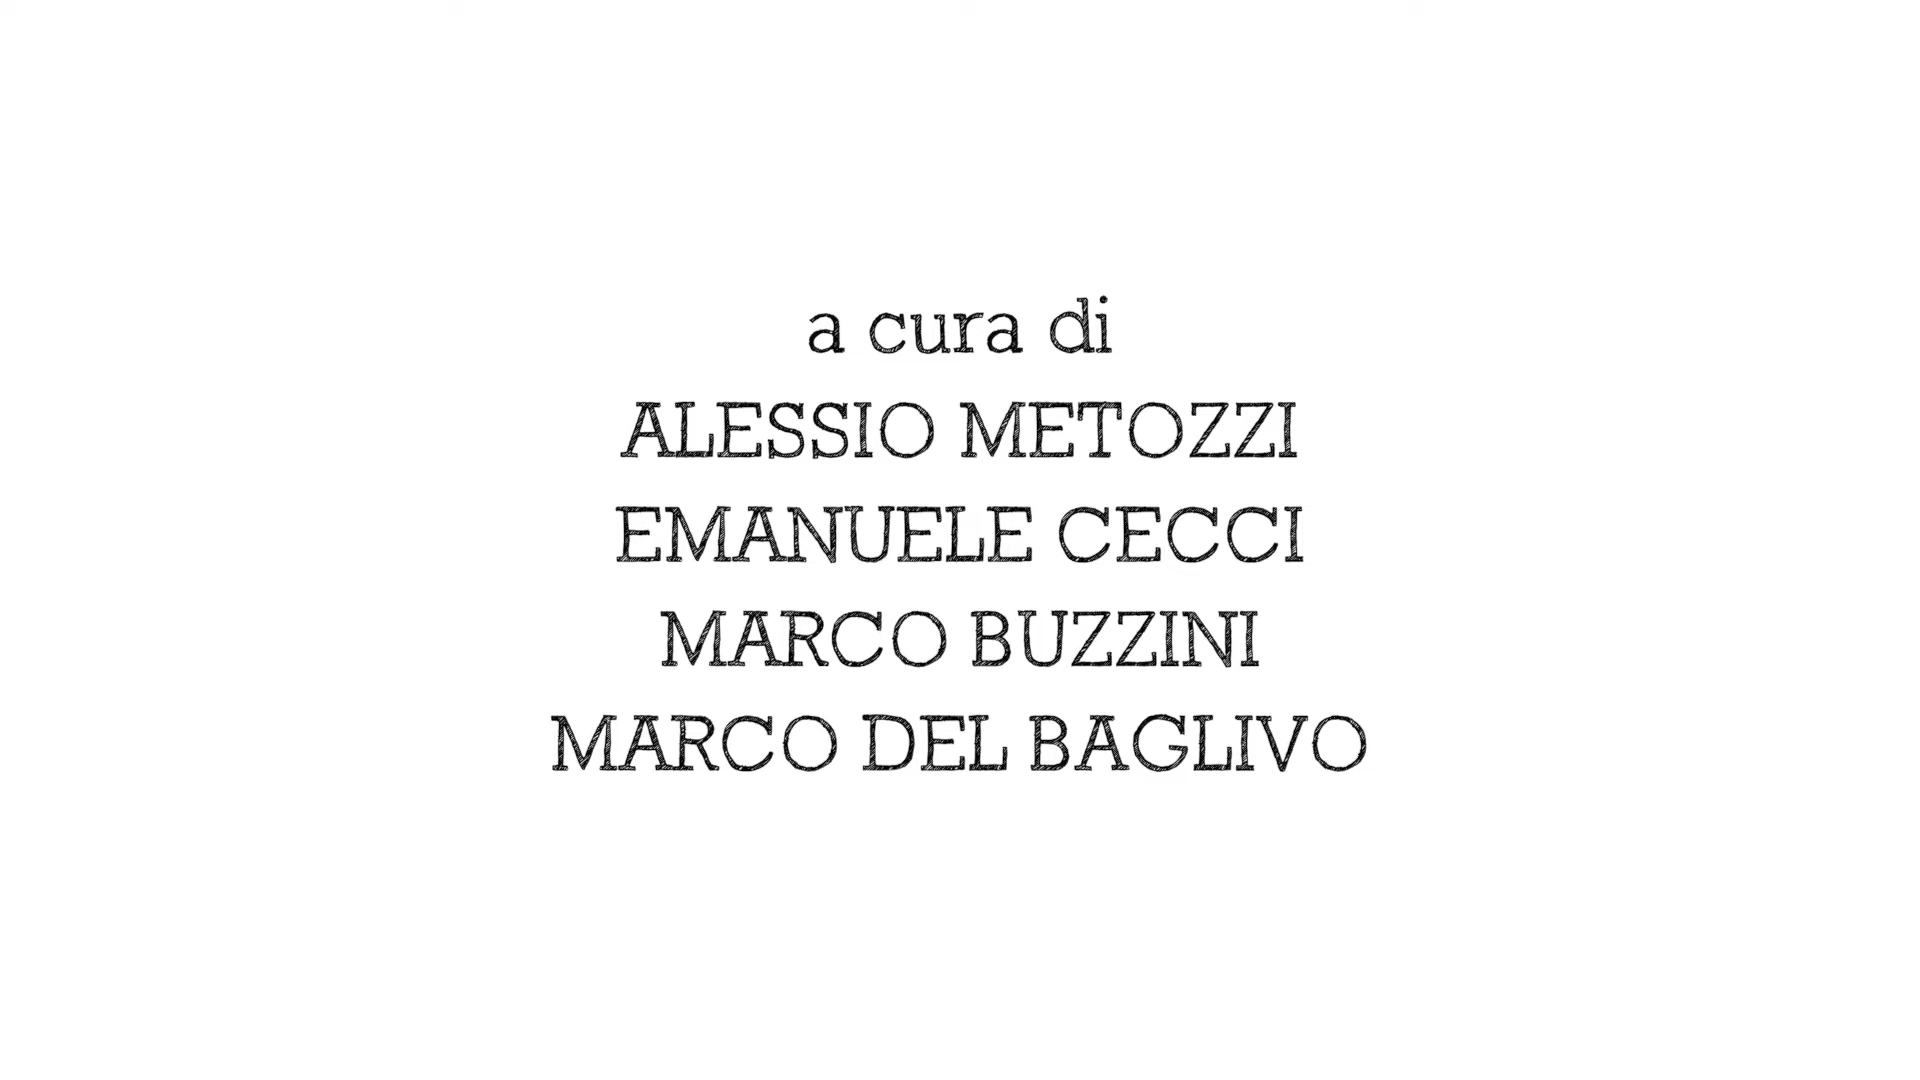 a cura di
ALESSIO METOZZI
EMANUELE CECCI
MARCO BUZZINI
MARCO DEL BAGLIVO